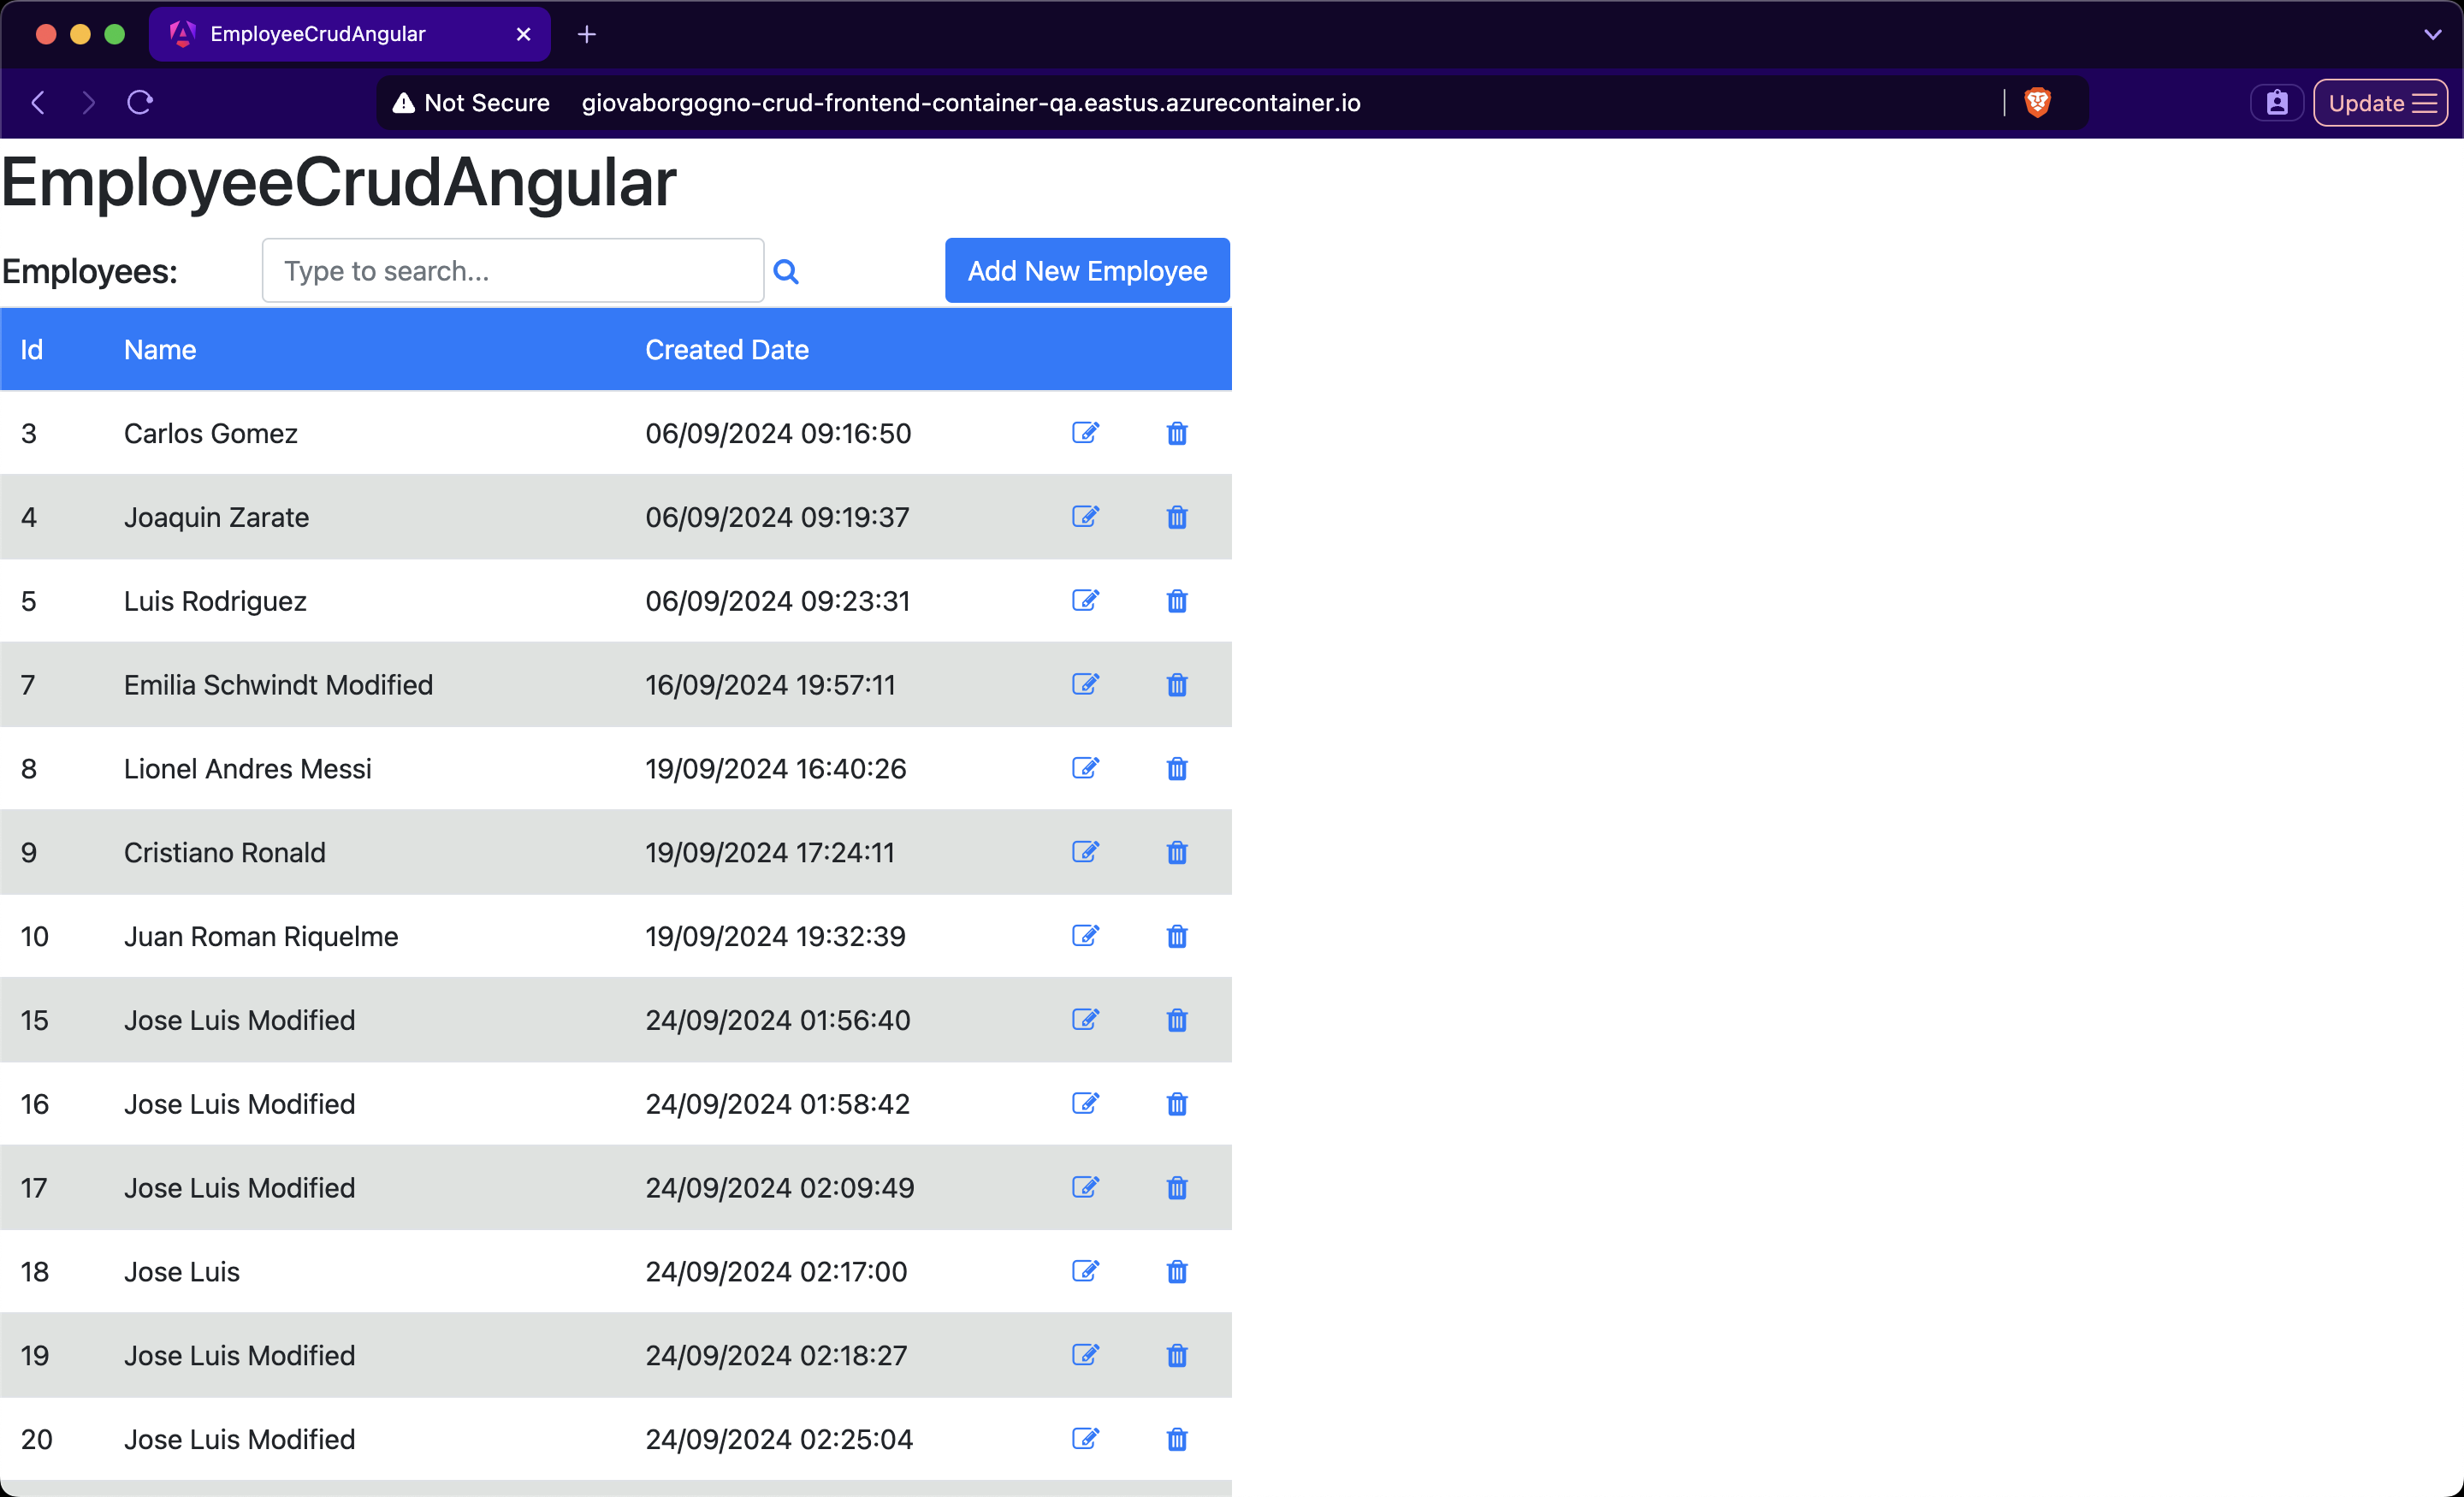 EmployeeCrudAngular
Not Secure giovaborgogno-crud-frontend-container-qa.eastus.azurecontainer.io Update
EmployeeCrudAngular
Employees: Type to search... Add New Employee
Id Name Created Date
3 Carlos Gomez 06/09/2024 09:16:50
4 Joaquin Zarate 06/09/2024 09:19:37
5 Luis Rodriguez 06/09/2024 09:23:31
7 Emilia Schwindt Modified 16/09/2024 19:57:11
8 Lionel Andres Messi 19/09/2024 16:40:26
9 Cristiano Ronald 19/09/2024 17:24:11
10 Juan Roman Riquelme 19/09/2024 19:32:39
15 Jose Luis Modified 24/09/2024 01:56:40
16 Jose Luis Modified 24/09/2024 01:58:42
17 Jose Luis Modified 24/09/2024 02:09:49
18 Jose Luis 24/09/2024 02:17:00
19 Jose Luis Modified 24/09/2024 02:18:27
20 Jose Luis Modified 24/09/2024 02:25:04